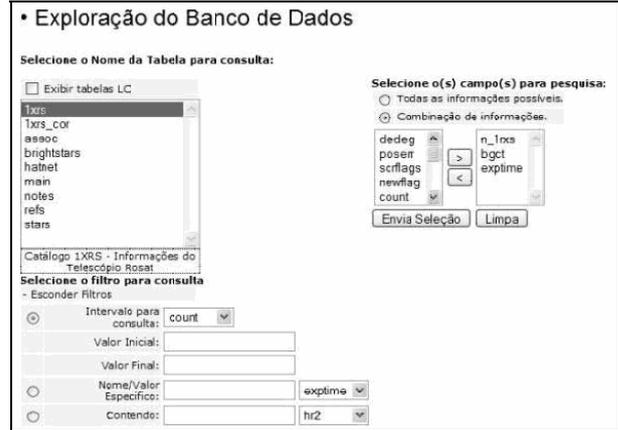 • Exploração do Banco de Dados
Selecione o Nome da Tabela para consulta:
Exibir tabelas LC
1xrs
1xrs_cor
assoc
brightstars
hatnet
main
notes
refs
stars
Catálogo 1XRS - Informações do
Telescópio Rosat
Selecione o(s) campo(s) para pesquisa:
Todas as informações possíveis.
Combinação de informações.
dedeg
poserr
scrflags
newflag
count
>
<
n_1rxs
bgct
exptime
Envia Seleção
Limpa
Selecione o filtro para consulta
- Esconder Filtros
Intervalo para
consulta:
count
Valor Inicial:
Valor Final:
Nome/Valor
Especifico:
exptime
Contendo:
hr2